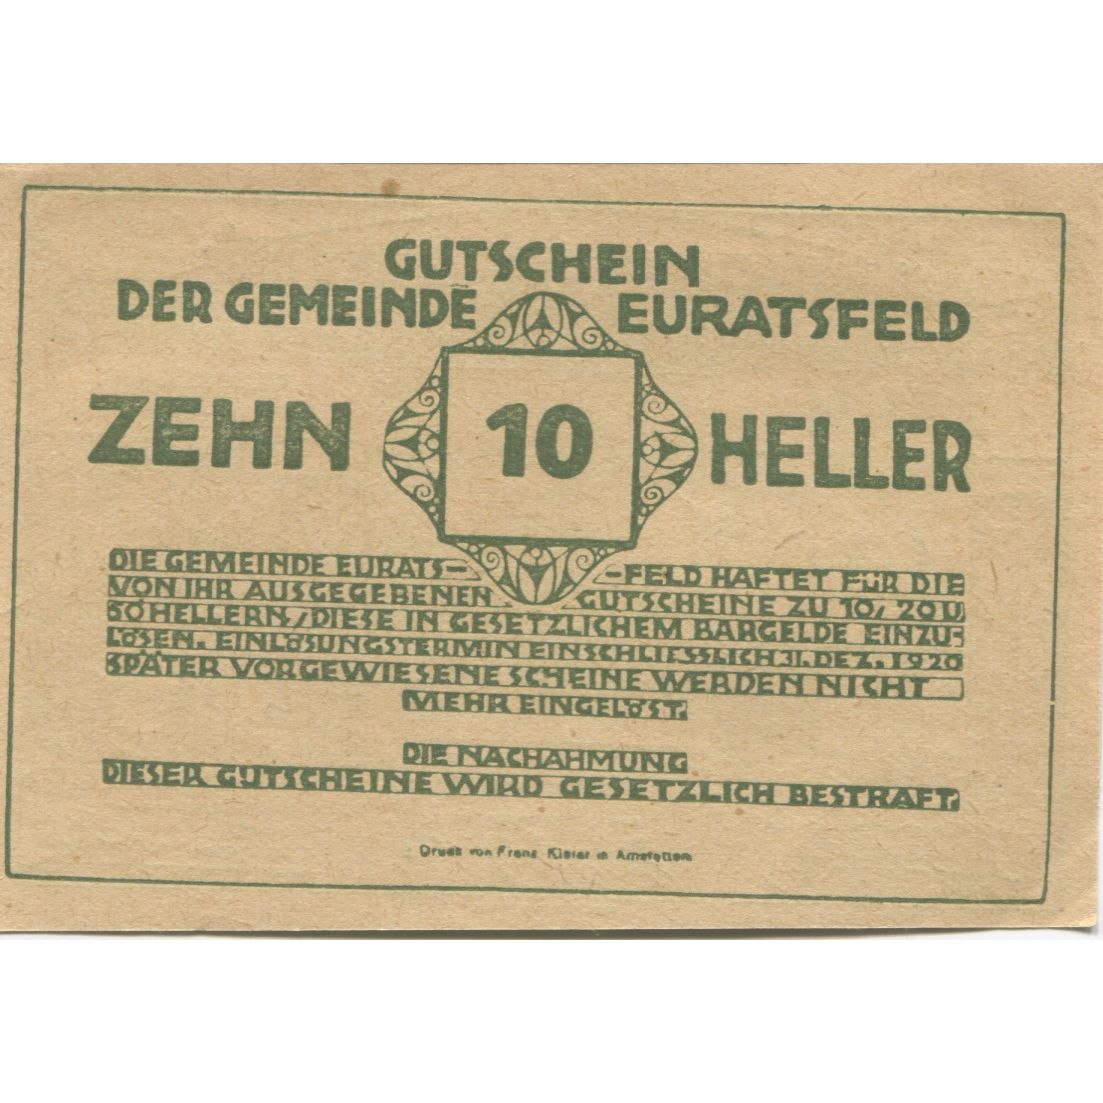 GUTSCHEIN
DER GEMEINDE EURATSFELD
ZEHN 10 HELLER
DIE GEMEINDE EURATS- -FELD HAFTET FÜR DIE
VON IHR AUSGEGEBENEN GUTSCHEINE ZU 10, 20 U
50 HELLERN, DIESE IN GESETZLICHEM BARGELDE EINZU-
LÖSEN. EINLÖSUNGSTERMIN EINSCHLIESSLICH 31. DEZ. 1920
SPÄTER VORGEWIESENE SCHEINE WERDEN NICHT
MEHR EINGELÖST.
DIE NACHAHMUNG
DIESER GUTSCHEINE WIRD GESETZLICH BESTRAFT.
Druck von Franz in Amstetten